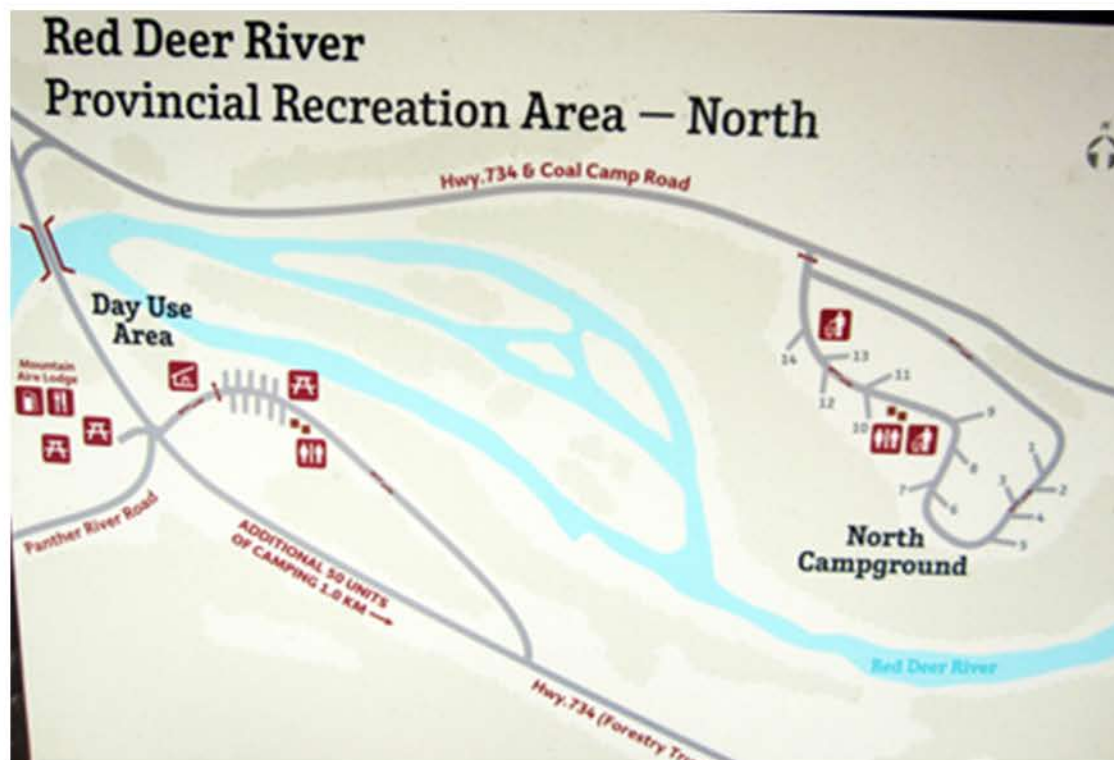 Red Deer River
Provincial Recreation Area — North
N
Hwy.734 & Coal Camp Road
Day Use
Area
Mountain
Aire Lodge
14
13
12
11
10
9
8
7
6
1
3
2
4
5
North
Campground
Panther River Road
ADDITIONAL 50 UNITS
OF CAMPING 1.0 KM
Red Deer River
Hwy.734 (Forestry